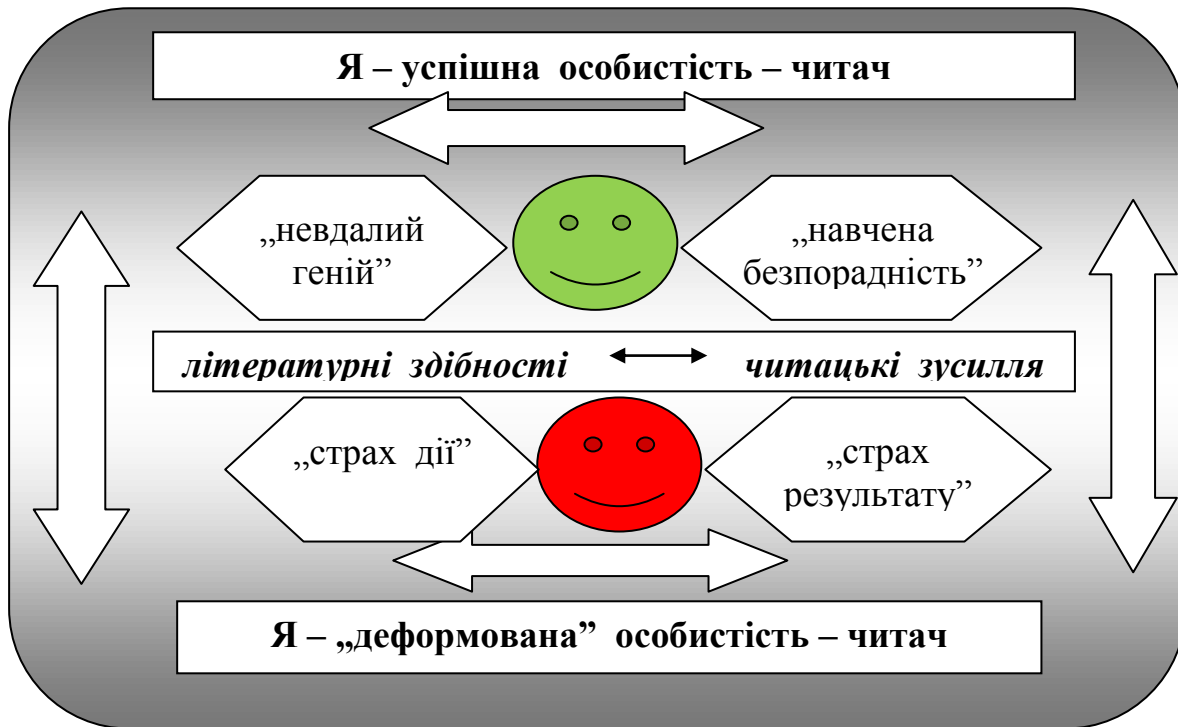 Я – успішна особистість – читач
„невдалий
геній”
„навчена
безпорадність”
літературні здібності читацькі зусилля
„страх дії”
„страх
результату”
Я – „деформована” особистість – читач